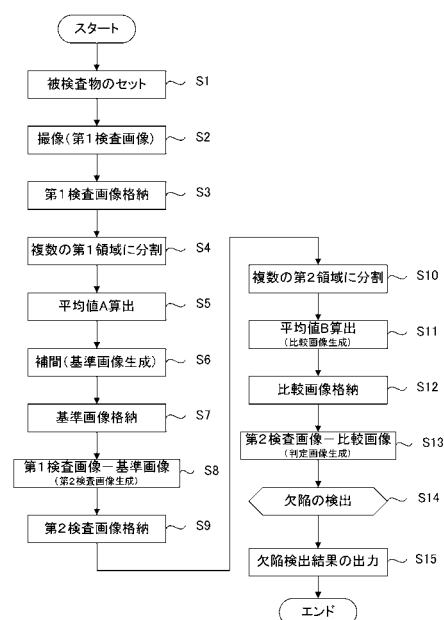 スタート
被検査物のセット
S1
撮像(第1検査画像)
S2
第1検査画像格納
S3
複数の第1領域に分割
S4
平均値A算出
S5
補間(基準画像生成)
S6
基準画像格納
S7
第1検査画像-基準画像
(第2検査画像生成)
S8
第2検査画像格納
S9
複数の第2領域に分割
S10
平均値B算出
(比較画像生成)
S11
比較画像格納
S12
第2検査画像-比較画像
(判定画像生成)
S13
欠陥の検出
S14
欠陥検出結果の出力
S15
エンド